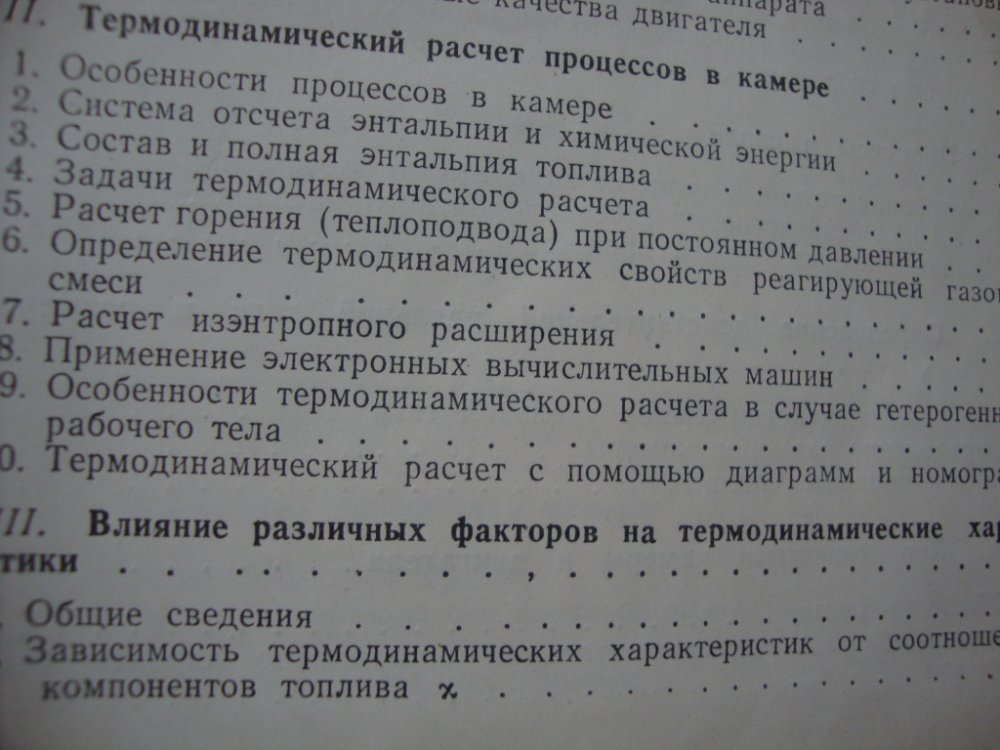 аппарата . . . .
качества двигателя . . . . .
II. Термодинамический расчет процессов в камере . . . . .
1. Особенности процессов в камере . . . . . . . . .
2. Система отсчета энтальпии и химической энергии . . . . .
3. Состав и полная энтальпия топлива . . . . . . . .
4. Задачи термодинамического расчета . . . . . . . .
5. Расчет горения (теплоподвода) при постоянном давлении . .
6. Определение термодинамических свойств реагирующей
смеси . . . . . . . . . . . . . . . . . . .
7. Расчет изэнтропного расширения . . . . . . . . .
8. Применение электронных вычислительных машин . . . . .
9. Особенности термодинамического расчета в случае
рабочего тела . . . . . . . . . . . . . . . .
0. Термодинамический расчет с помощью диаграмм и
III. Влияние различных факторов на термодинамические
тики . . . . . . . , . . . . . . . . . . . .
Общие сведения . . . . . . . . . . . . . . .
Зависимость термодинамических характеристик от
компонентов топлива ϰ . . . . . . . . . . . .